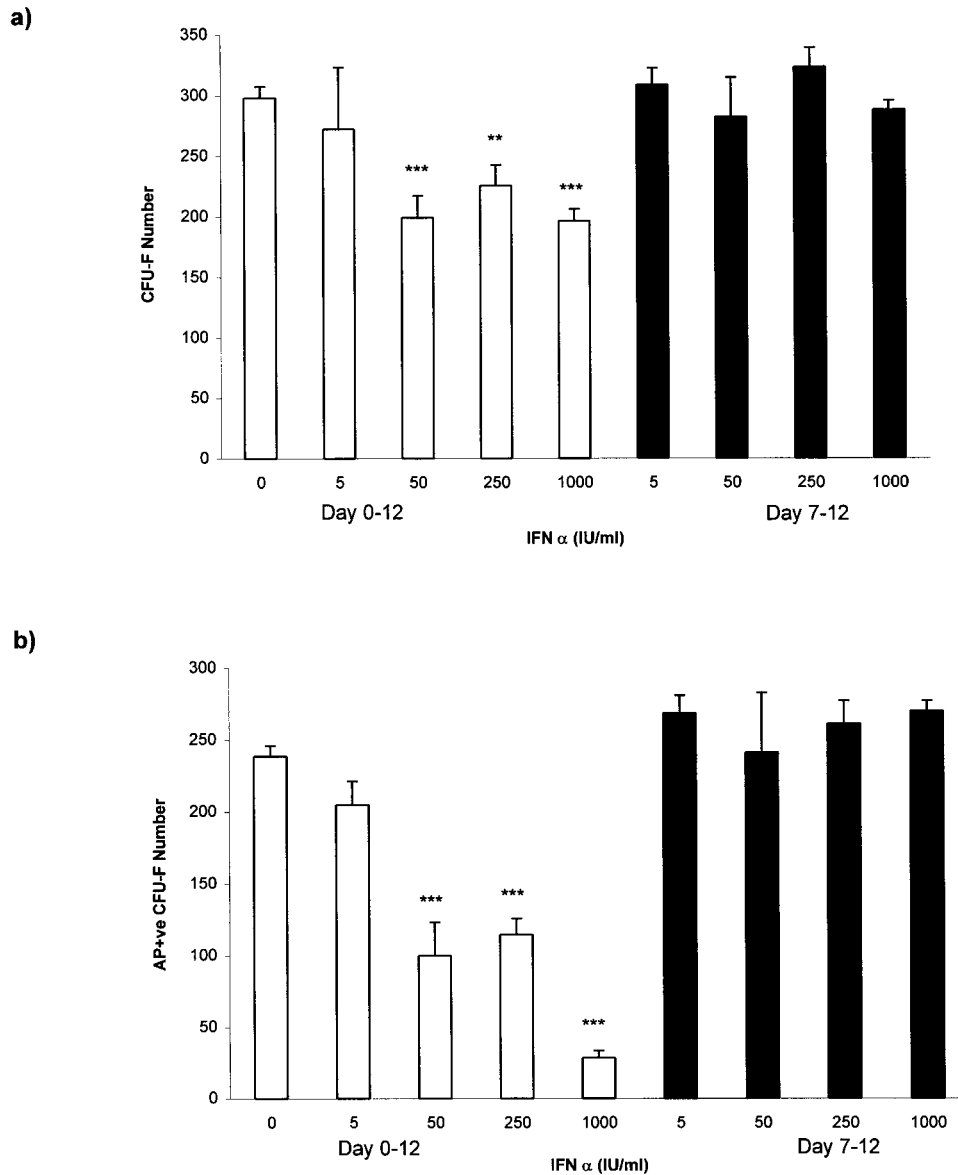 a)
350
300
250
200
150
100
50
0
CFU-F Number
***
**
***
0 5 50 250 1000 5 50 250 1000
Day 0-12 Day 7-12
IFN α (IU/ml)
b)
300
250
200
150
100
50
0
AP+ve CFU-F Number
*** ***
***
0 5 50 250 1000 5 50 250 1000
Day 0-12 Day 7-12
IFN α (IU/ml)